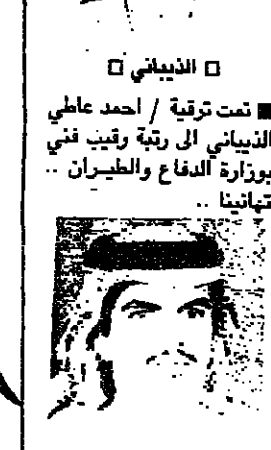 □ الذيباني □
■ تمت ترقية / احمد عاطي
الذيباني الى رتبة رقيب فني
بوزارة الدفاع والطيران ..
تهانينا ..